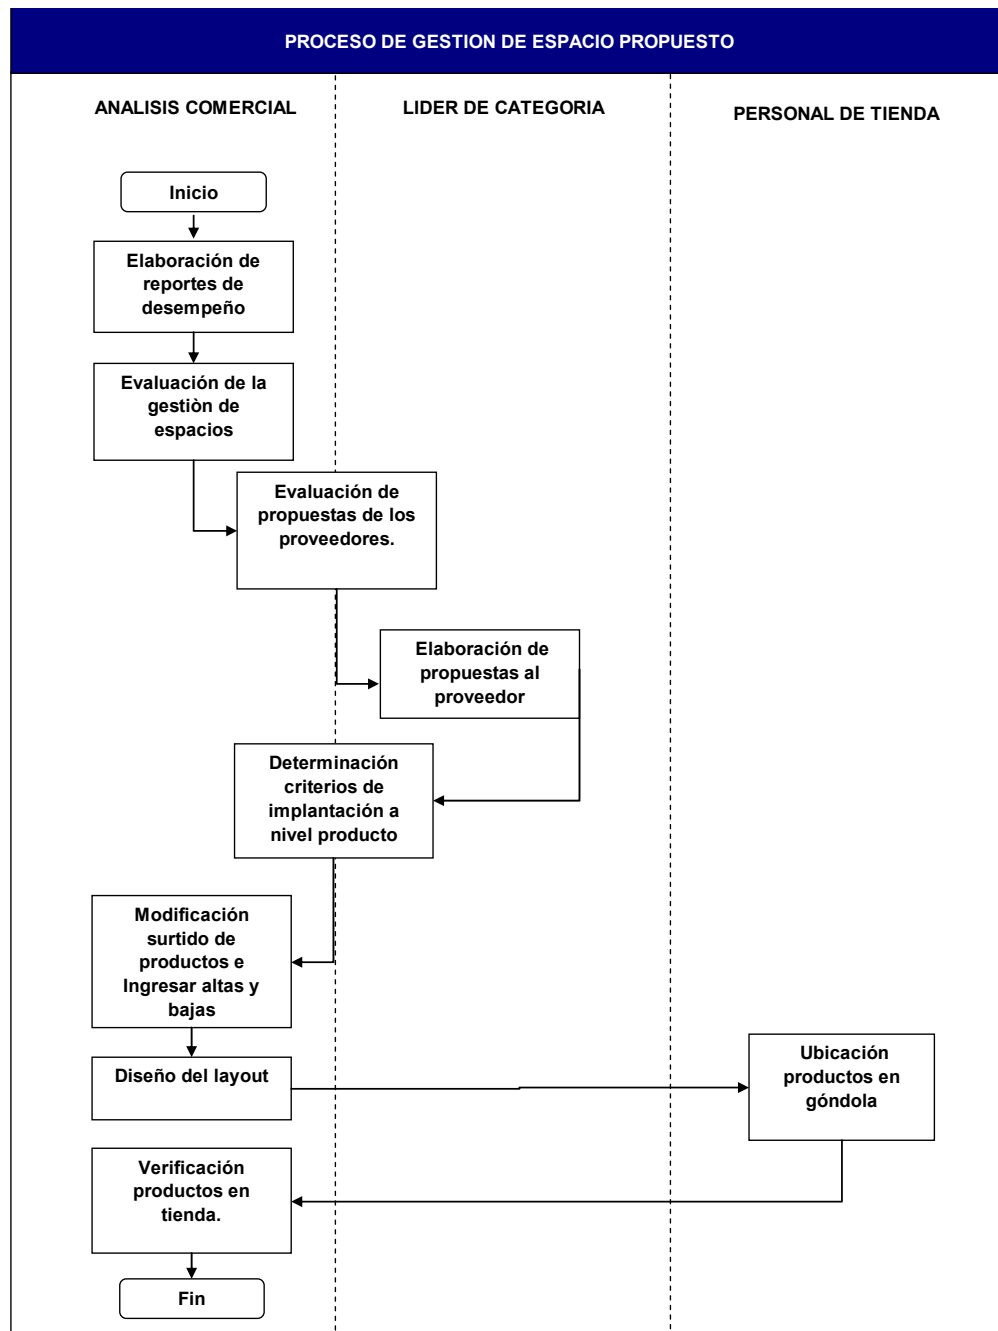 PROCESO DE GESTION DE ESPACIO PROPUESTO
ANALISIS COMERCIAL
LIDER DE CATEGORIA
PERSONAL DE TIENDA
Inicio
Elaboración de
reportes de
desempeño
Evaluación de la
gestiòn de
espacios
Evaluación de
propuestas de los
proveedores.
Elaboración de
propuestas al
proveedor
Determinación
criterios de
implantación a
nivel producto
Modificación
surtido de
productos e
Ingresar altas y
bajas
Diseño del layout
Ubicación
productos en
góndola
Verificación
productos en
tienda.
Fin